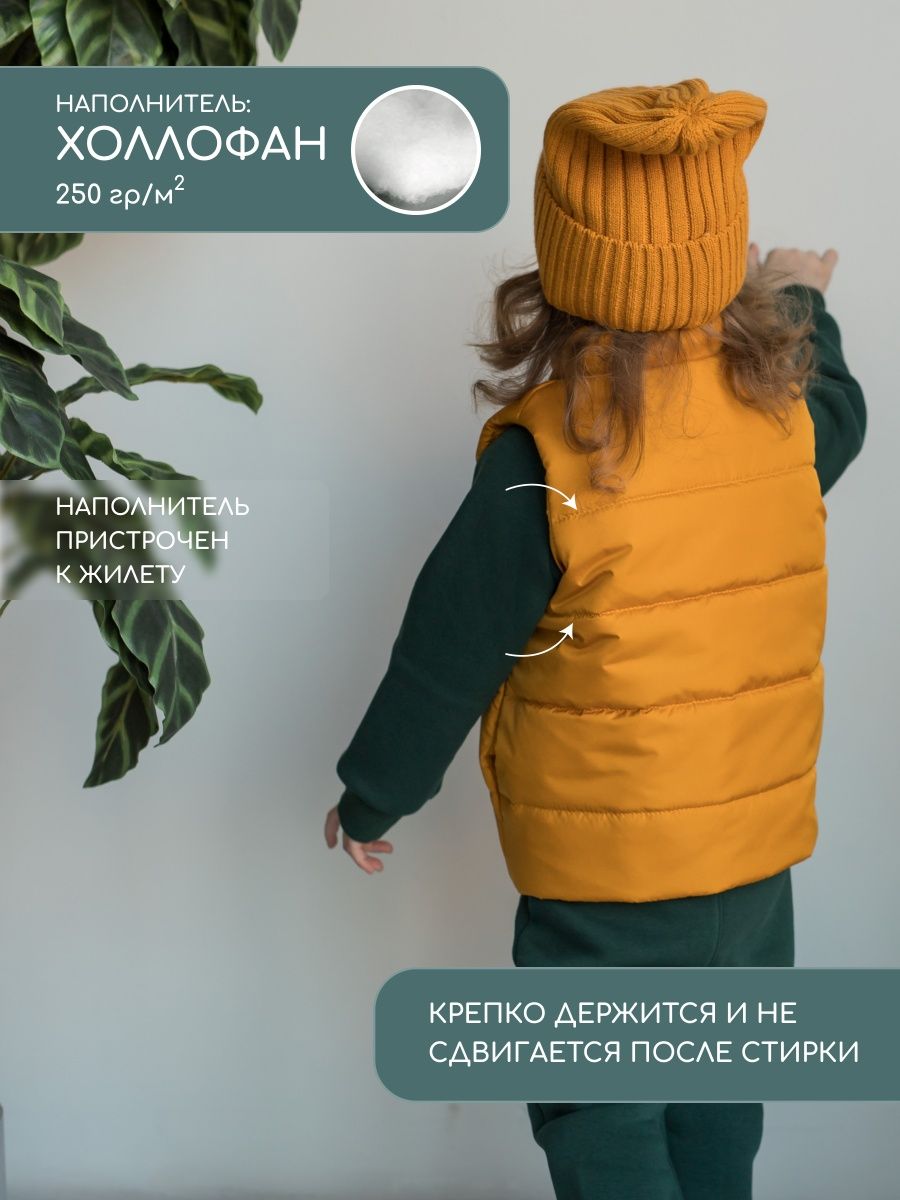 НАПОЛНИТЕЛЬ:
ХОЛЛОФАН
250 гр/м²
НАПОЛНИТЕЛЬ
ПРИСТРОЧЕН
К ЖИЛЕТУ
КРЕПКО ДЕРЖИТСЯ И НЕ
СДВИГАЕТСЯ ПОСЛЕ СТИРКИ